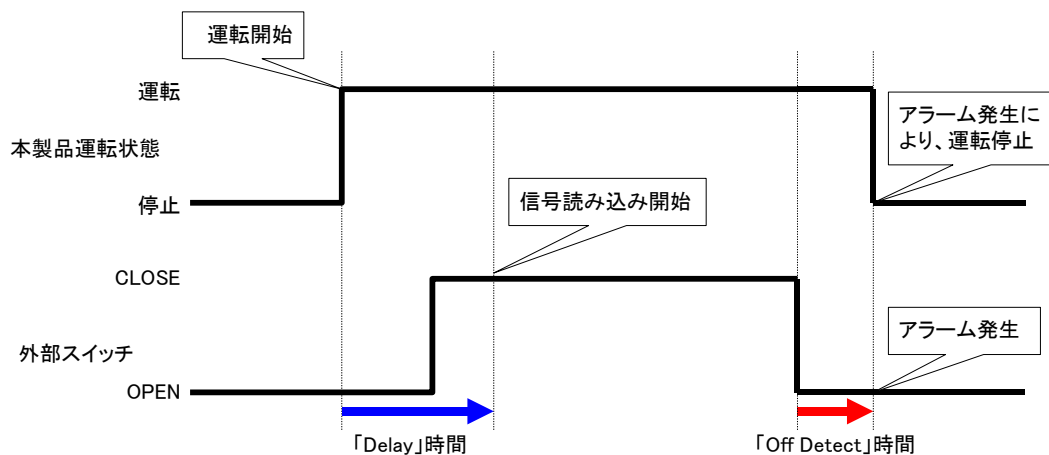 運転開始
運転
本製品運転状態
停止
アラーム発生に
より、運転停止
信号読み込み開始
CLOSE
外部スイッチ
OPEN
アラーム発生
「Delay」時間
「Off Detect」時間